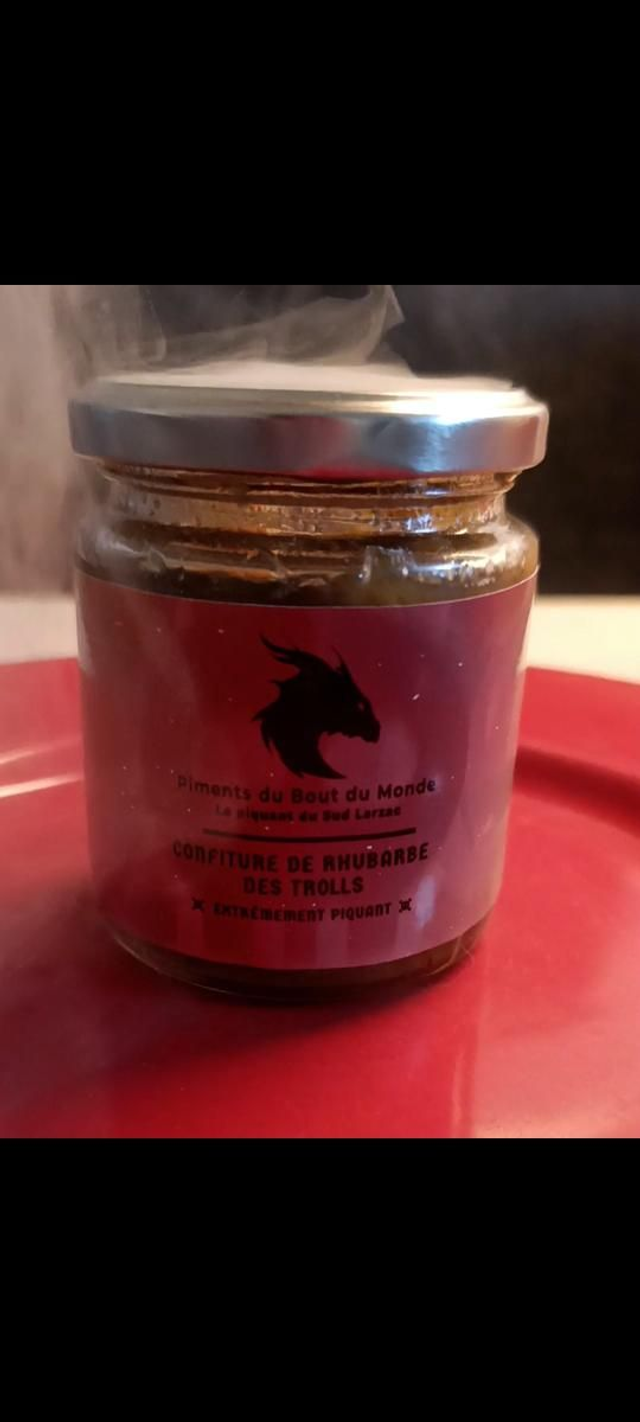 Piments du Bout du Monde
Le piquant du Sud Larzac
CONFITURE DE RHUBARBE
DES TROLLS
EXTRÊMEMENT PIQUANT